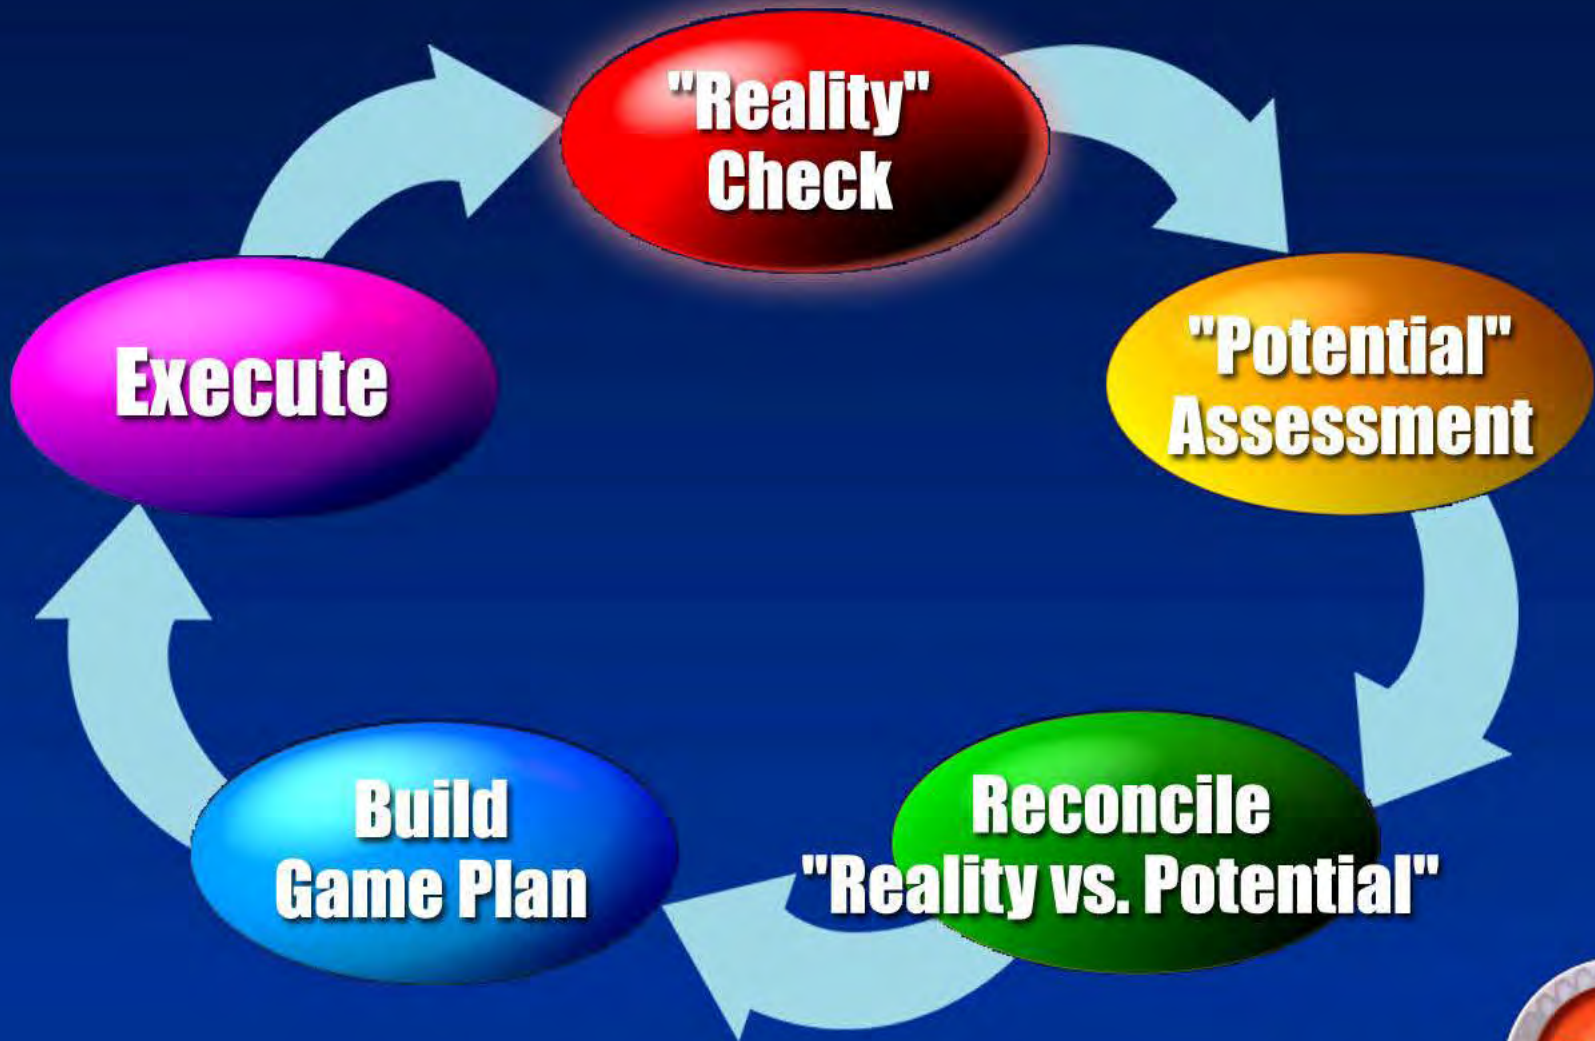 "Reality"
Check
"Potential"
Assessment
Reconcile
"Reality vs. Potential"
Build
Game Plan
Execute